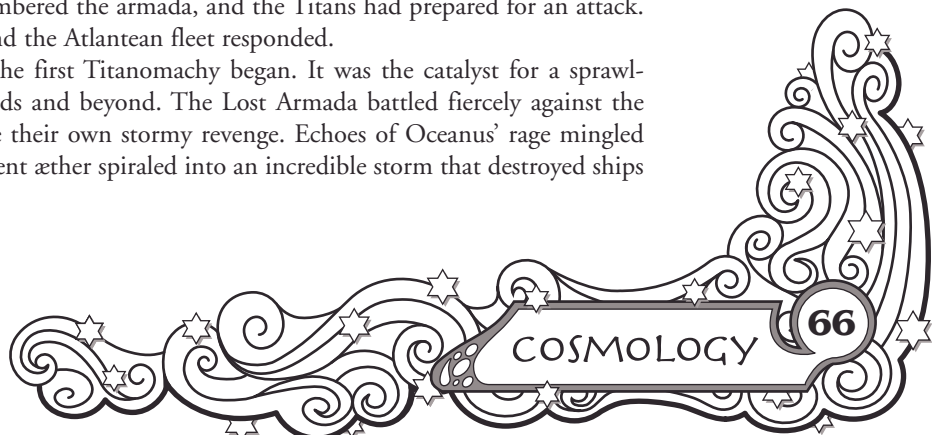 mbered the armada, and the Titans had prepared for an attack.
nd the Atlantean fleet responded.
he first Titanomachy began. It was the catalyst for a sprawl-
ds and beyond. The Lost Armada battled fiercely against the
e their own stormy revenge. Echoes of Oceanus’ rage mingled
ent æther spiraled into an incredible storm that destroyed ships
COSMOLOGY
66